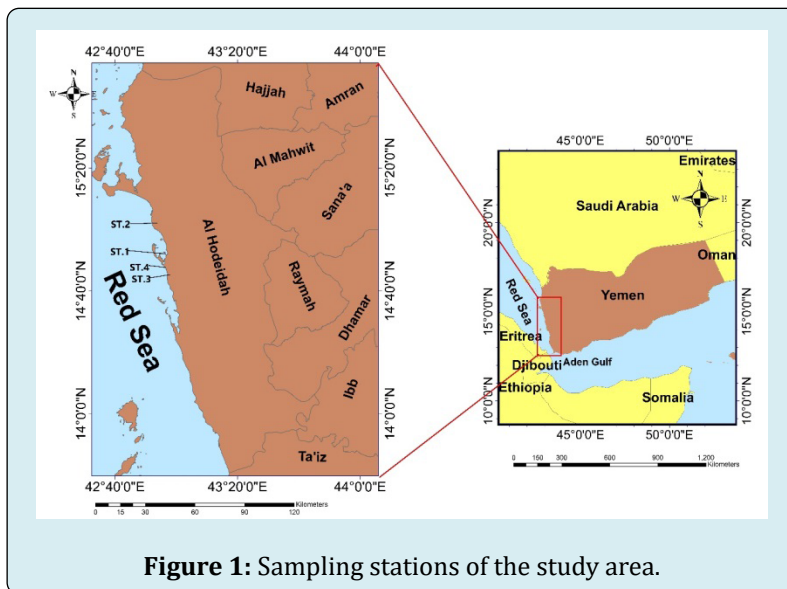 42°40'0"E 43°20'0"E 44°0'0"E
N
W E
S
15°20'0"N
14°40'0"N
14°0'0"N
Hajjah
Amran
Al Mahwit
Sana'a
Al Hodeidah
Raymah
Dhamar
Ibb
Ta'iz
ST.2
ST.1
ST.4
ST.3
Red Sea
42°40'0"E 43°20'0"E 44°0'0"E
Kilometers
0 15 30 60 90 120
45°0'0"E 50°0'0"E
Emirates
N
W E
S
Saudi Arabia
Oman
Yemen
Red Sea
Eritrea
Djibouti
Aden Gulf
Ethiopia
Somalia
20°0'0"N
15°0'0"N
10°0'0"N
20°0'0"N
15°0'0"N
10°0'0"N
45°0'0"E 50°0'0"E
Kilometers
0 150 300 600 900 1,200
15°20'0"N
14°40'0"N
14°0'0"N
Figure 1: Sampling stations of the study area.